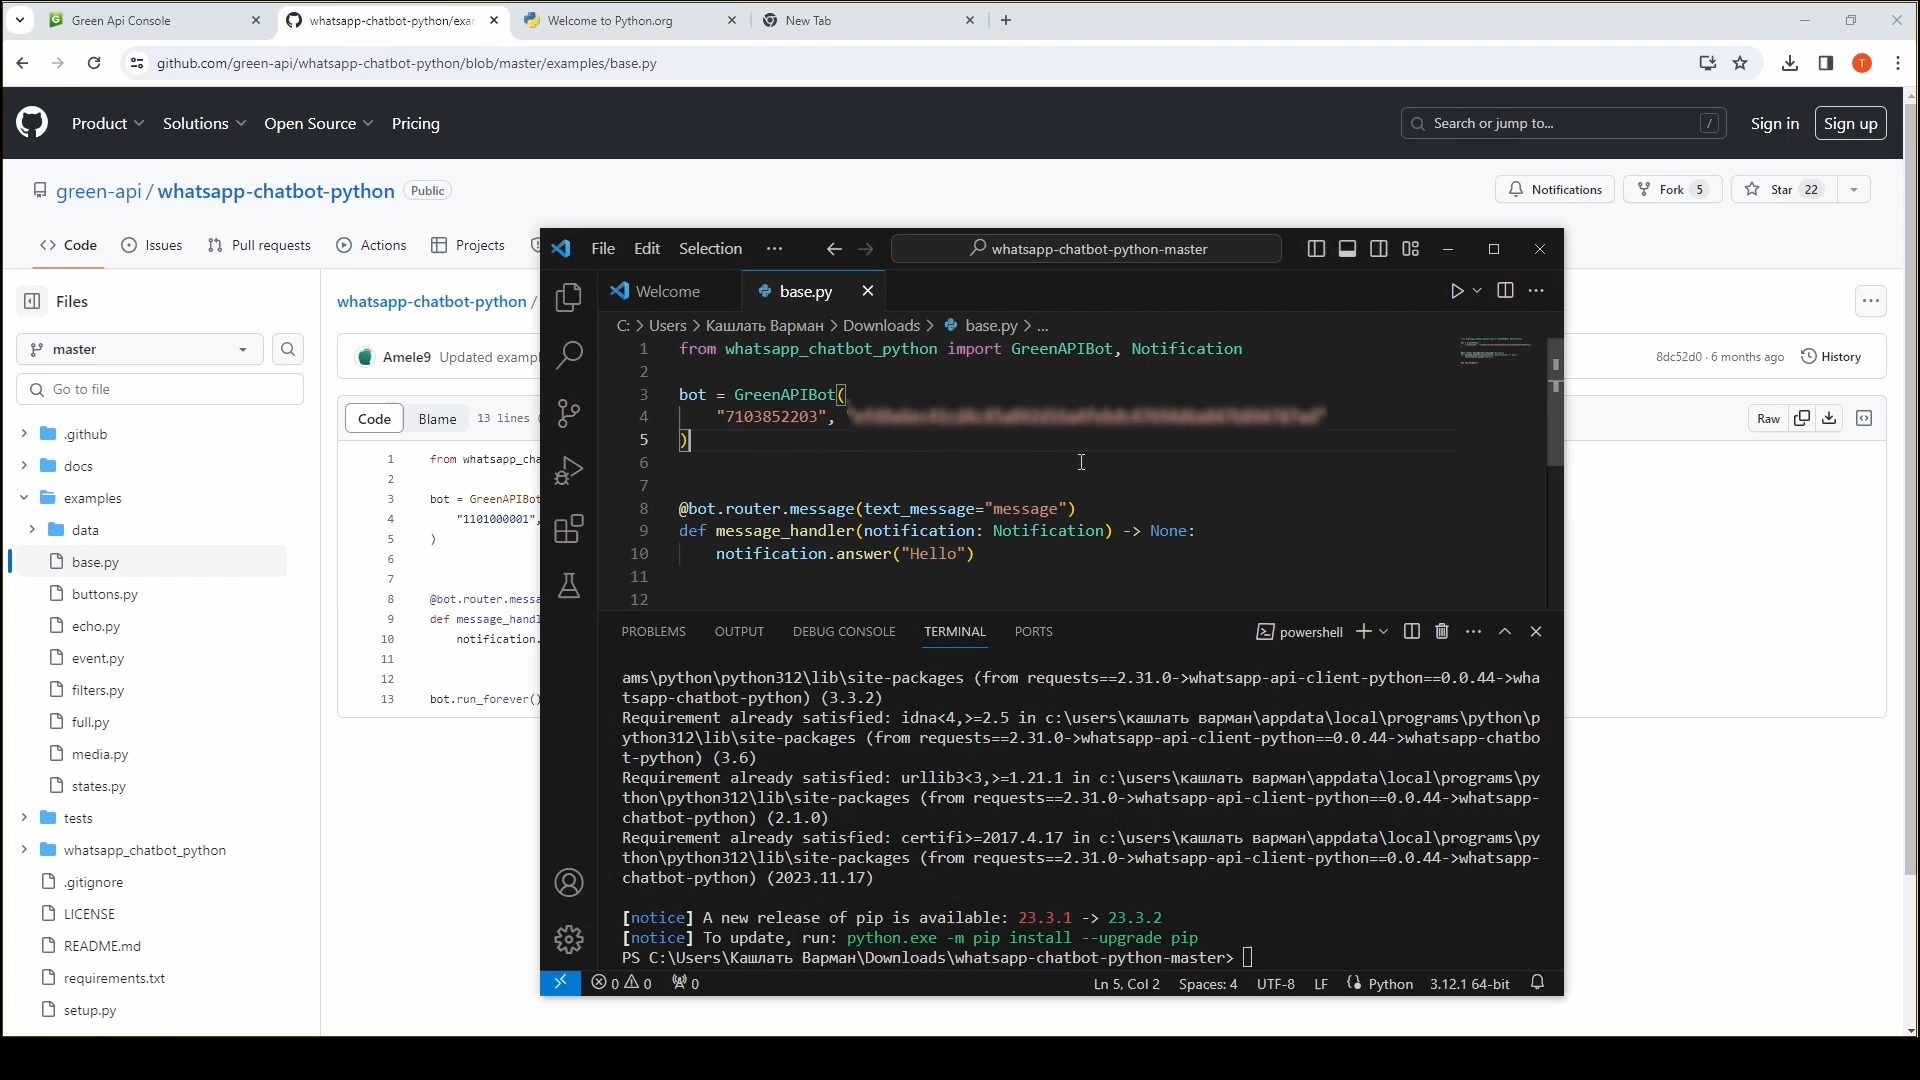 Green Api Console
whatsapp-chatbot-python/exam
Welcome to Python.org
New Tab
github.com/green-api/whatsapp-chatbot-python/blob/master/examples/base.py
T
Product
Solutions
Open Source
Pricing
Search or jump to...
/
Sign in
Sign up
green-api / whatsapp-chatbot-python
Public
Notifications
Fork 5
Star 22
Code
Issues
Pull requests
Actions
Projects
Files
master
Go to file
.github
docs
examples
data
base.py
buttons.py
echo.py
event.py
filters.py
full.py
media.py
states.py
tests
whatsapp_chatbot_python
.gitignore
LICENSE
README.md
requirements.txt
setup.py
whatsapp-chatbot-python /
Amele9 Updated exampl
8dc52d0 · 6 months ago
History
Code
Blame
13 lines (
Raw
1 from whatsapp_cha
2
3 bot = GreenAPIBot
4 "1101000001",
5 )
6
7
8 @bot.router.messa
9 def message_handl
10 notification.
11
12
13 bot.run_forever()
File
Edit
Selection
...
whatsapp-chatbot-python-master
Welcome
base.py
C: > Users > Кашлать Варман > Downloads > base.py > ...
1 from whatsapp_chatbot_python import GreenAPIBot, Notification
2
3 bot = GreenAPIBot(
4 "7103852203",
5 )
6
7
8 @bot.router.message(text_message="message")
9 def message_handler(notification: Notification) -> None:
10 notification.answer("Hello")
11
12
PROBLEMS
OUTPUT
DEBUG CONSOLE
TERMINAL
PORTS
powershell
ams\python\python312\lib\site-packages (from requests==2.31.0->whatsapp-api-client-python==0.0.44->wha
tsapp-chatbot-python) (3.3.2)
Requirement already satisfied: idna<4,>=2.5 in c:\users\кашлать варман\appdata\local\programs\python\p
ython312\lib\site-packages (from requests==2.31.0->whatsapp-api-client-python==0.0.44->whatsapp-chatbo
t-python) (3.6)
Requirement already satisfied: urllib3<3,>=1.21.1 in c:\users\кашлать варман\appdata\local\programs\py
thon\python312\lib\site-packages (from requests==2.31.0->whatsapp-api-client-python==0.0.44->whatsapp-
chatbot-python) (2.1.0)
Requirement already satisfied: certifi>=2017.4.17 in c:\users\кашлать варман\appdata\local\programs\py
thon\python312\lib\site-packages (from requests==2.31.0->whatsapp-api-client-python==0.0.44->whatsapp-
chatbot-python) (2023.11.17)
[notice] A new release of pip is available: 23.3.1 -> 23.3.2
[notice] To update, run: python.exe -m pip install --upgrade pip
PS C:\Users\Кашлать Варман\Downloads\whatsapp-chatbot-python-master>
0 0
0
Ln 5, Col 2
Spaces: 4
UTF-8
LF
Python
3.12.1 64-bit